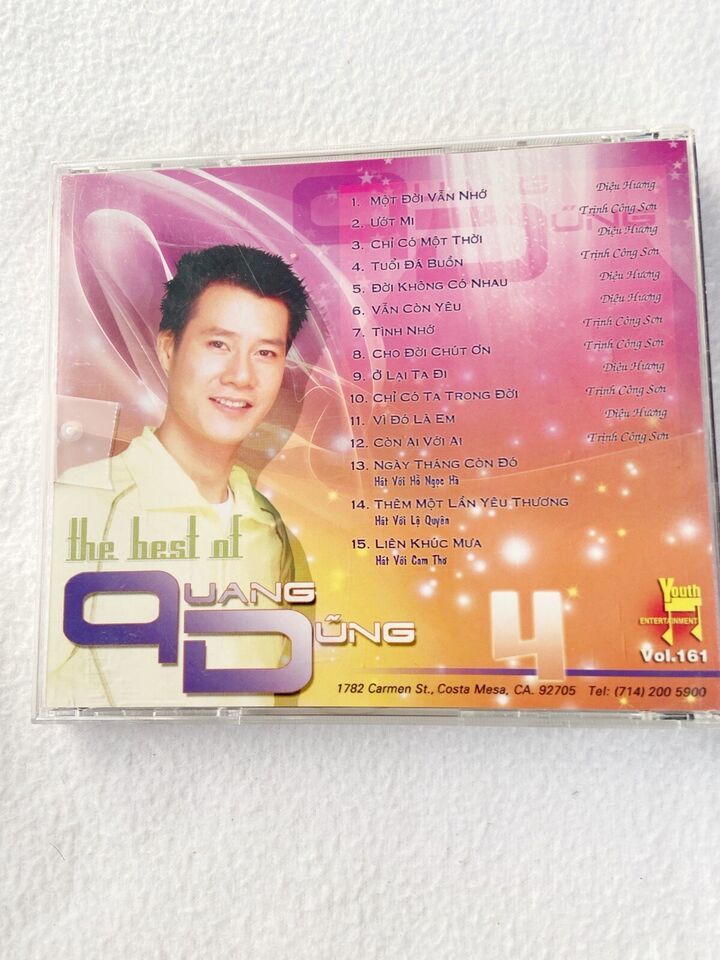 1. MỘT ĐỜI VẪN NHỚ Diệu Hương
2. ƯỚT MI Trịnh Công Sơn
3. CHỈ CÓ MỘT THỜI Diệu Hương
4. TUỔI ĐÁ BUỒN Trịnh Công Sơn
5. ĐỜI KHÔNG CÓ NHAU Diệu Hương
6. VẪN CÒN YÊU Diệu Hương
7. TÌNH NHỚ Trịnh Công Sơn
8. CHO ĐỜI CHÚT ƠN Trịnh Công Sơn
9. Ở LẠI TA ĐI Diệu Hương
10. CHỈ CÓ TA TRONG ĐỜI Trịnh Công Sơn
11. VÌ ĐÓ LÀ EM Diệu Hương
12. CÒN AI VỚI AI Trịnh Công Sơn
13. NGÀY THÁNG CÒN ĐÓ
Hát Với Hồ Ngọc Hà
14. THÊM MỘT LẦN YÊU THƯƠNG
Hát Với Lệ Quyên
15. LIÊN KHÚC MƯA
Hát Với Cam Thơ
the best of
QUANG
DŨNG
4
Youth
ENTERTAINMENT
Vol.161
1782 Carmen St., Costa Mesa, CA. 92705 Tel: (714) 200 5900